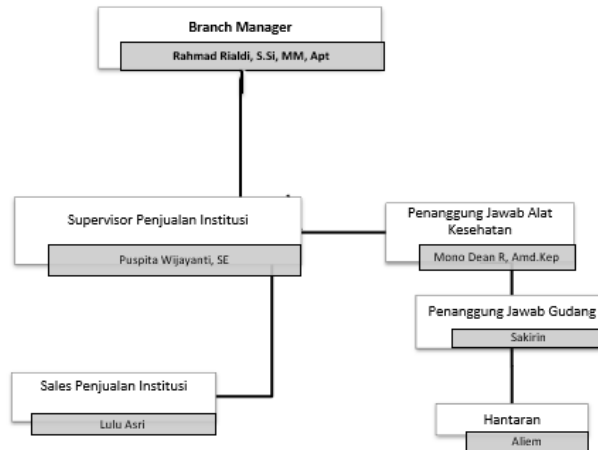 Branch Manager
Rahmad Rialdi, S.Si, MM, Apt
Supervisor Penjualan Institusi
Puspita Wijayanti, SE
Penanggung Jawab Alat
Kesehatan
Mono Dean R, Amd.Kep
Penanggung Jawab Gudang
Sakirin
Sales Penjualan Institusi
Lulu Asri
Hantaran
Aliem